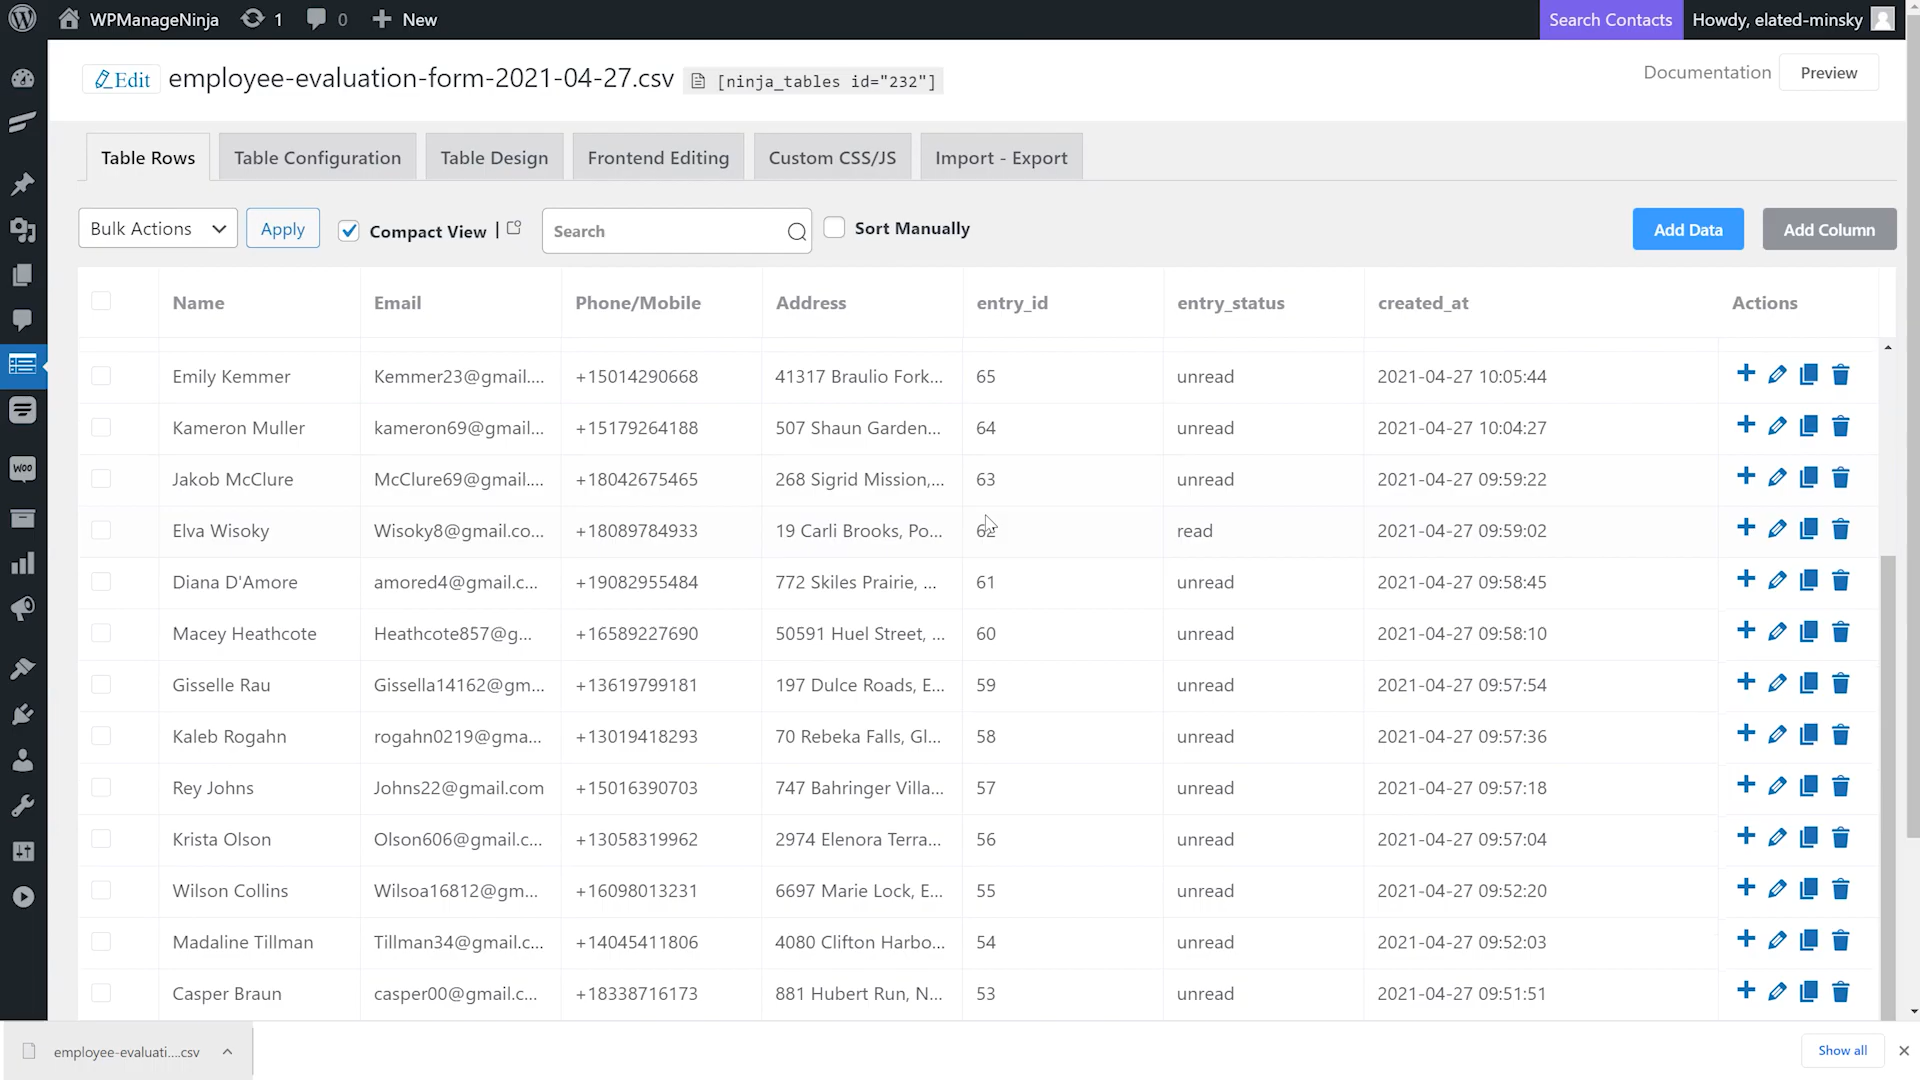 WPManageNinja 1 0 New Search Contacts Howdy, elated-minsky
Edit employee-evaluation-form-2021-04-27.csv [ninja_tables id="232"] Documentation Preview
Table Rows Table Configuration Table Design Frontend Editing Custom CSS/JS Import - Export
Bulk Actions Apply Compact View | Search Sort Manually Add Data Add Column
Name Email Phone/Mobile Address entry_id entry_status created_at Actions
Emily Kemmer Kemmer23@gmail.... +15014290668 41317 Braulio Fork... 65 unread 2021-04-27 10:05:44
Kameron Muller kameron69@gmail... +15179264188 507 Shaun Garden... 64 unread 2021-04-27 10:04:27
Jakob McClure McClure69@gmail.... +18042675465 268 Sigrid Mission,... 63 unread 2021-04-27 09:59:22
Elva Wisoky Wisoky8@gmail.co... +18089784933 19 Carli Brooks, Po... 62 read 2021-04-27 09:59:02
Diana D'Amore amored4@gmail.c... +19082955484 772 Skiles Prairie, ... 61 unread 2021-04-27 09:58:45
Macey Heathcote Heathcote857@g... +16589227690 50591 Huel Street, ... 60 unread 2021-04-27 09:58:10
Gisselle Rau Gissella14162@gm... +13619799181 197 Dulce Roads, E... 59 unread 2021-04-27 09:57:54
Kaleb Rogahn rogahn0219@gma... +13019418293 70 Rebeka Falls, Gl... 58 unread 2021-04-27 09:57:36
Rey Johns Johns22@gmail.com +15016390703 747 Bahringer Villa... 57 unread 2021-04-27 09:57:18
Krista Olson Olson606@gmail.c... +13058319962 2974 Elenora Terra... 56 unread 2021-04-27 09:57:04
Wilson Collins Wilsoa16812@gm... +16098013231 6697 Marie Lock, E... 55 unread 2021-04-27 09:52:20
Madaline Tillman Tillman34@gmail.c... +14045411806 4080 Clifton Harbo... 54 unread 2021-04-27 09:52:03
Casper Braun casper00@gmail.c... +18338716173 881 Hubert Run, N... 53 unread 2021-04-27 09:51:51
employee-evaluati....csv Show all